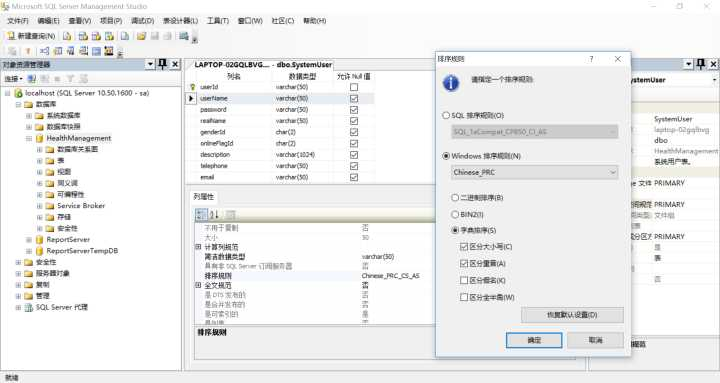 Microsoft SQL Server Management Studio
文件(F) 编辑(E) 查看(V) 项目(P) 调试(D) 表设计器(L) 工具(T) 窗口(W) 社区(C) 帮助(H)
新建查询(N)
对象资源管理器
连接
localhost (SQL Server 10.50.1600 - sa)
数据库
系统数据库
数据库快照
HealthManagement
数据库关系图
表
视图
同义词
可编程性
Service Broker
存储
安全性
ReportServer
ReportServerTempDB
安全性
服务器对象
复制
管理
SQL Server 代理
就绪
LAPTOP-02GQLBVG... - dbo.SystemUser
列名 数据类型 允许 Null 值
userId varchar(50)
userName varchar(50)
password varchar(50)
realName varchar(50)
genderId char(2)
onlineFlagId char(2)
description varchar(1024)
telephone varchar(50)
email varchar(50)
列属性
不用于复制 否
大小 50
计算列规范
简洁数据类型 varchar(50)
具有非 SQL Server 订阅服务器 否
排序规则 Chinese_PRC_CS_AS
全文规范 否
是 DTS 发布的 否
是合并发布的 否
是可索引的 是
排序规则
排序规则
请指定一个排序规则:
SQL 排序规则(O)
SQL_1xCompat_CP850_CI_AS
Windows 排序规则(N)
Chinese_PRC
二进制排序(B)
BIN2(I)
字典排序(S)
区分大小写(C)
区分重音(A)
区分假名(K)
区分全半角(W)
恢复默认设置(D)
确定 取消
SystemUser
SystemUser
laptop-02gqlbvg
dbo
HealthManagement
系统用户表。
文件 PRIMARY
PRIMARY
文件组
PRIMARY
是
表
否